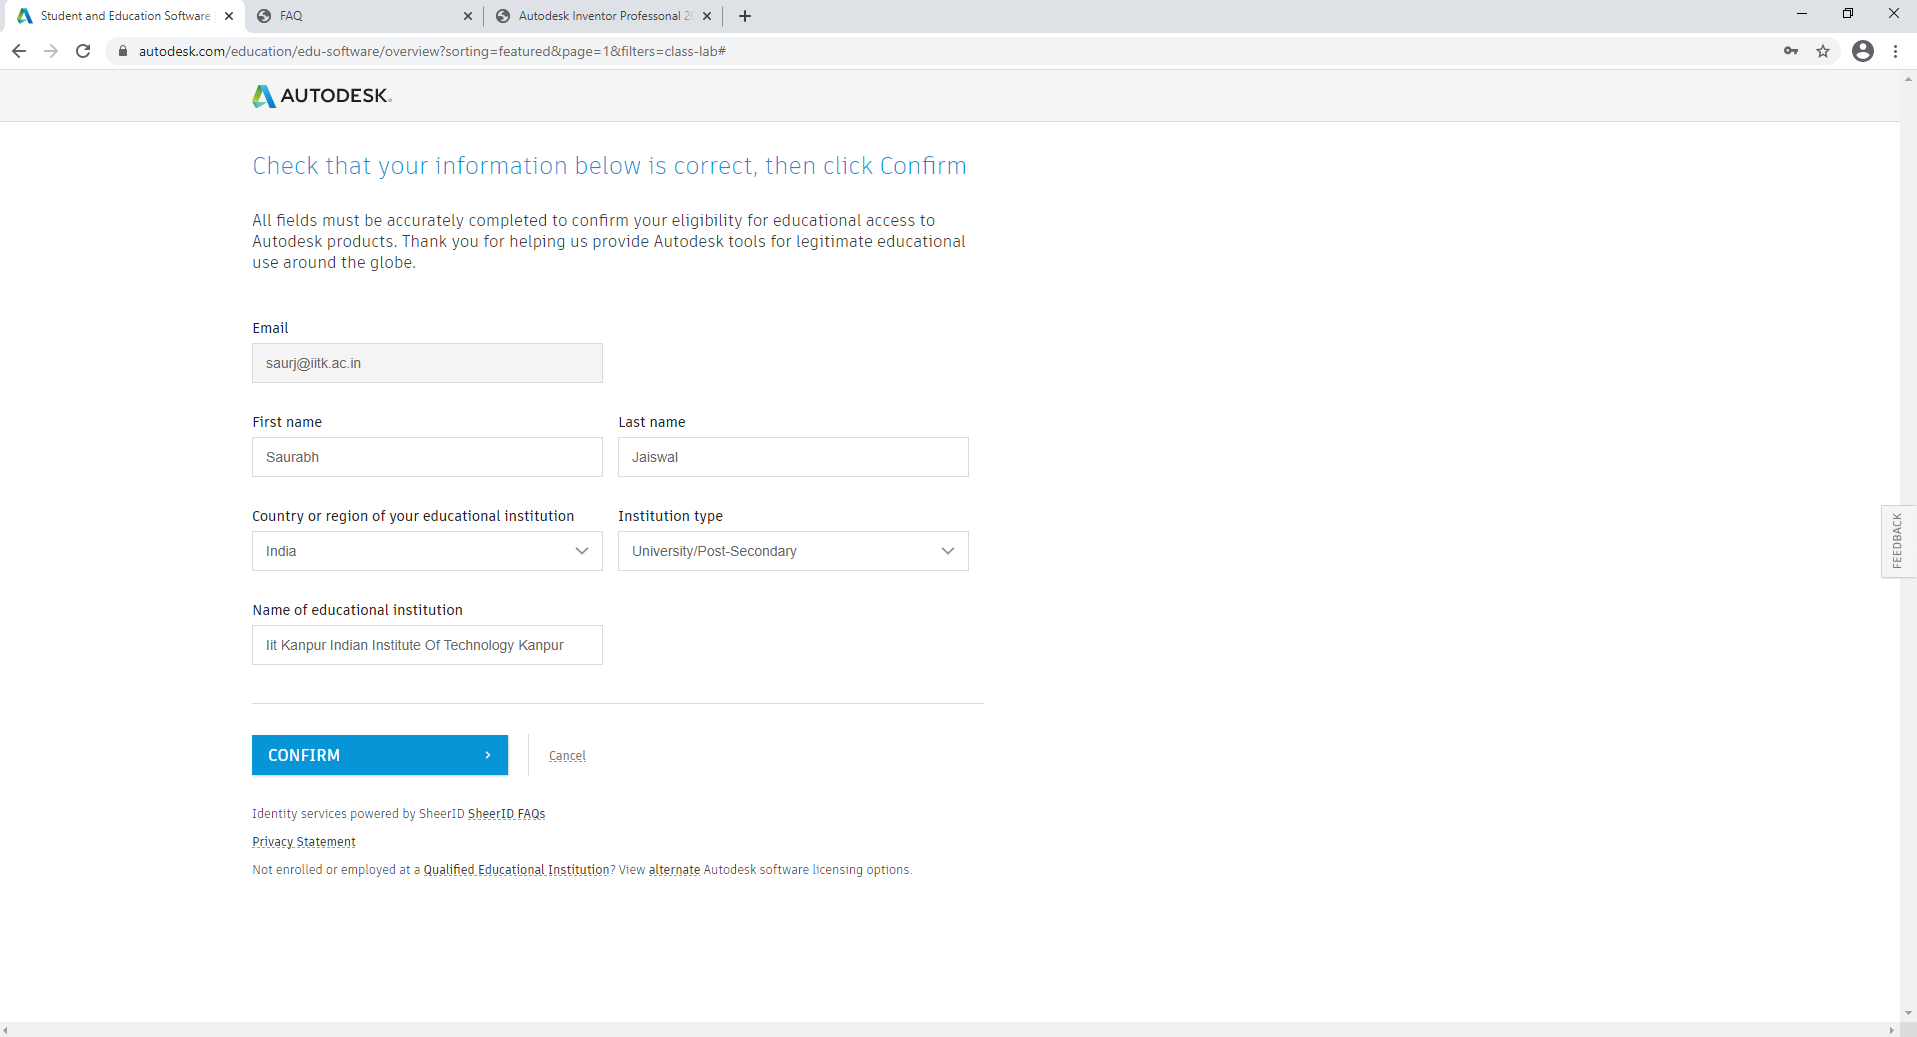 Student and Education Software
FAQ
Autodesk Inventor Professonal 20
autodesk.com/education/edu-software/overview?sorting=featured&page=1&filters=class-lab#
AUTODESK.
Check that your information below is correct, then click Confirm
All fields must be accurately completed to confirm your eligibility for educational access to
Autodesk products. Thank you for helping us provide Autodesk tools for legitimate educational
use around the globe.
Email
saurj@iitk.ac.in
First name
Last name
Saurabh
Jaiswal
Country or region of your educational institution
Institution type
India
University/Post-Secondary
FEEDBACK
Name of educational institution
Iit Kanpur Indian Institute Of Technology Kanpur
CONFIRM
Cancel
Identity services powered by SheerID SheerID FAQs
Privacy Statement
Not enrolled or employed at a Qualified Educational Institution? View alternate Autodesk software licensing options.